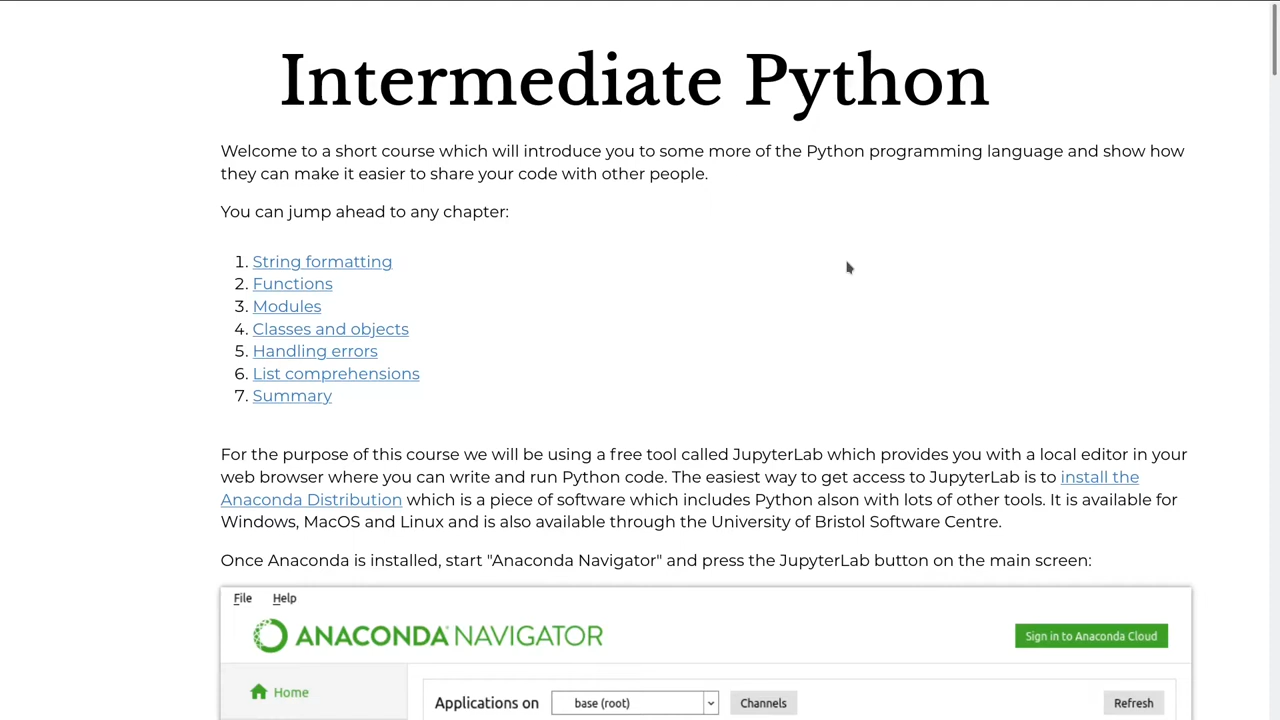 Intermediate Python
Welcome to a short course which will introduce you to some more of the Python programming language and show how
they can make it easier to share your code with other people.
You can jump ahead to any chapter:
1. String formatting
2. Functions
3. Modules
4. Classes and objects
5. Handling errors
6. List comprehensions
7. Summary
For the purpose of this course we will be using a free tool called JupyterLab which provides you with a local editor in your
web browser where you can write and run Python code. The easiest way to get access to JupyterLab is to install the
Anaconda Distribution which is a piece of software which includes Python alson with lots of other tools. It is available for
Windows, MacOS and Linux and is also available through the University of Bristol Software Centre.
Once Anaconda is installed, start "Anaconda Navigator" and press the JupyterLab button on the main screen:
File Help
ANACONDA NAVIGATOR
Sign in to Anaconda Cloud
Home
Applications on base (root) Channels Refresh